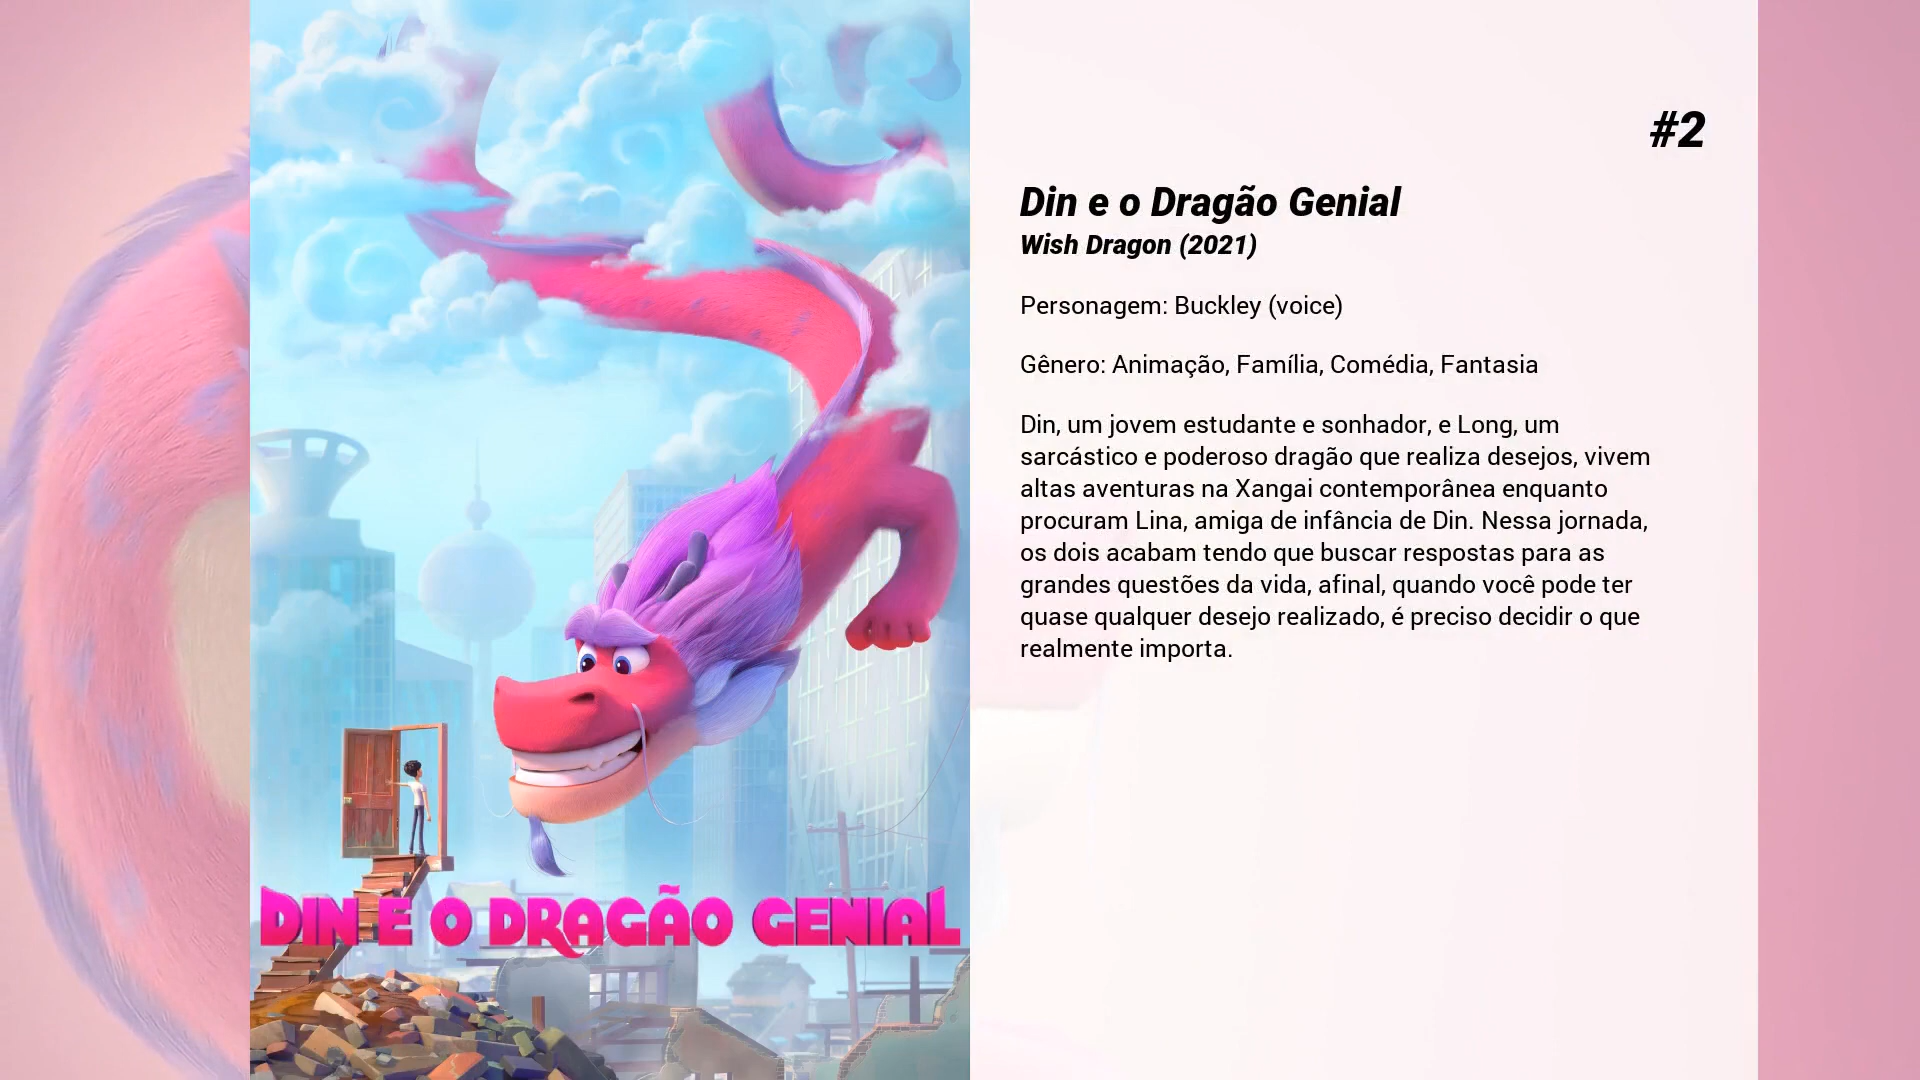 DIN E O DRAGÃO GENIAL
#2
Din e o Dragão Genial
Wish Dragon (2021)
Personagem: Buckley (voice)
Gênero: Animação, Família, Comédia, Fantasia
Din, um jovem estudante e sonhador, e Long, um
sarcástico e poderoso dragão que realiza desejos, vivem
altas aventuras na Xangai contemporânea enquanto
procuram Lina, amiga de infância de Din. Nessa jornada,
os dois acabam tendo que buscar respostas para as
grandes questões da vida, afinal, quando você pode ter
quase qualquer desejo realizado, é preciso decidir o que
realmente importa.